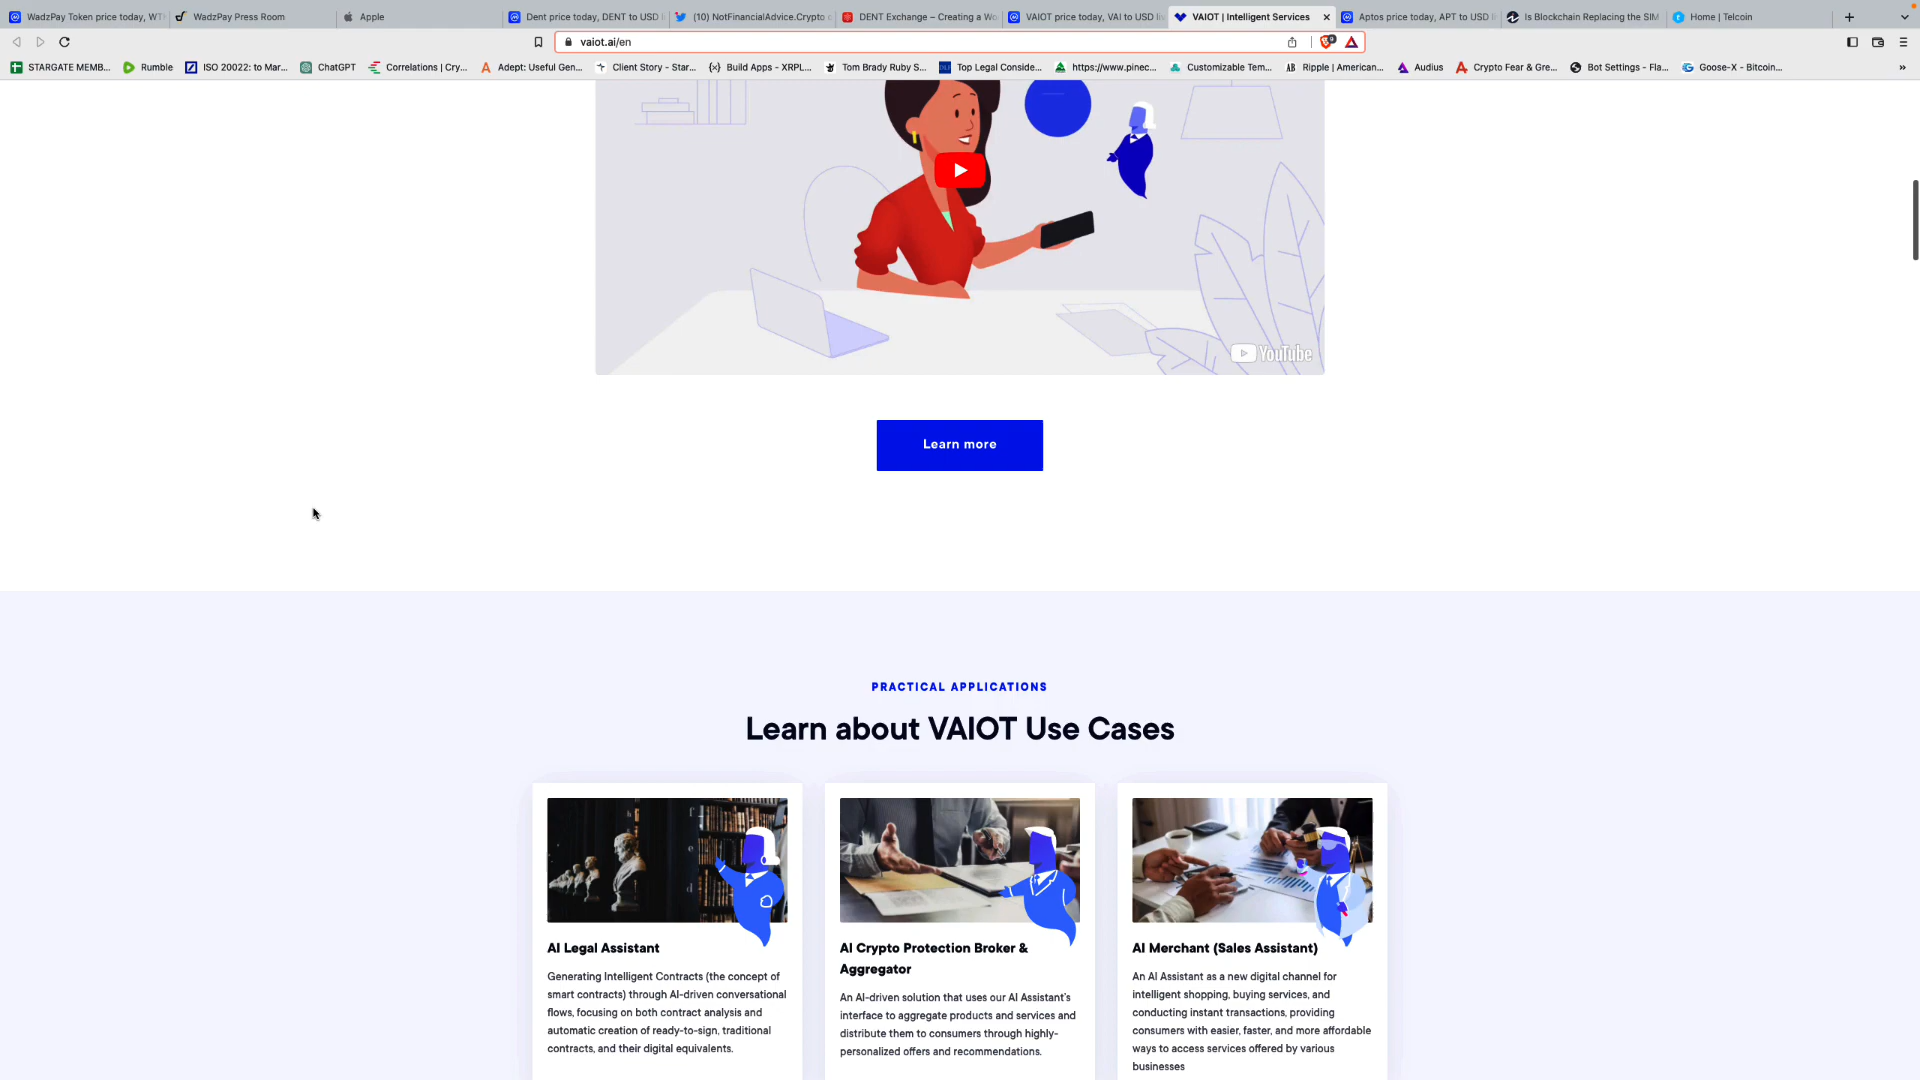 WadzPay Token price today, WT
WadzPay Press Room
Apple
Dent price today, DENT to USD l
(10) NotFinancialAdvice.Crypto
DENT Exchange – Creating a Wo
VAIOT price today, VAI to USD li
VAIOT | Intelligent Services
Aptos price today, APT to USD l
Is Blockchain Replacing the SIM
Home | Telcoin
vaiot.ai/en
STARGATE MEMB...
Rumble
ISO 20022: to Mar...
ChatGPT
Correlations | Cry...
Adept: Useful Gen...
Client Story - Star...
Build Apps - XRPL...
Tom Brady Ruby S...
Top Legal Conside...
https://www.pinec...
Customizable Tem...
Ripple | American...
Audius
Crypto Fear & Gre...
Bot Settings - Fla...
Goose-X - Bitcoin...
YouTube
Learn more
PRACTICAL APPLICATIONS
Learn about VAIOT Use Cases
AI Legal Assistant
Generating Intelligent Contracts (the concept of
smart contracts) through AI-driven conversational
flows, focusing on both contract analysis and
automatic creation of ready-to-sign, traditional
contracts, and their digital equivalents.
AI Crypto Protection Broker &
Aggregator
An AI-driven solution that uses our AI Assistant's
interface to aggregate products and services and
distribute them to consumers through highly-
personalized offers and recommendations.
AI Merchant (Sales Assistant)
An AI Assistant as a new digital channel for
intelligent shopping, buying services, and
conducting instant transactions, providing
consumers with easier, faster, and more affordable
ways to access services offered by various
businesses